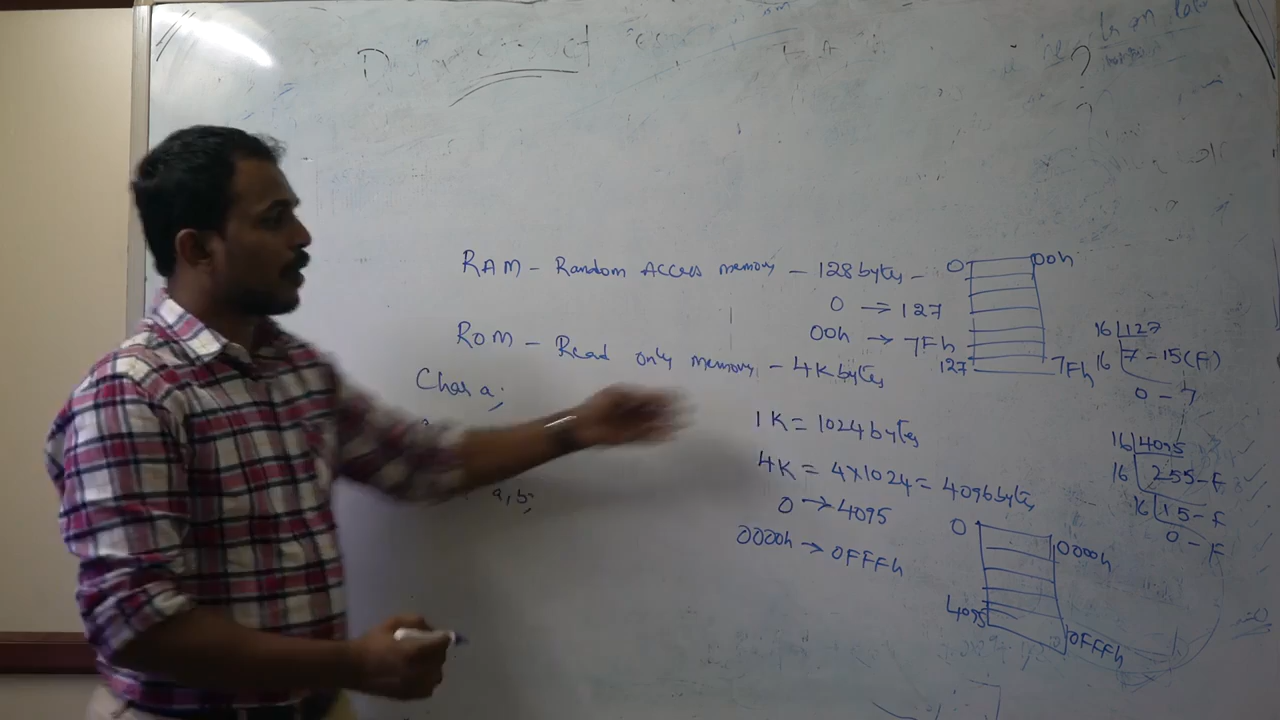 RAM - Random Access memory - 128 bytes -
0 → 127
00h → 7Fh
0 00h
127 7Fh
16 127
16 7 - 15(F)
0 - 7
ROM - Read only memory - 4K bytes
Char a;
a, b;
1K = 1024 bytes
4K = 4x1024 = 4096 bytes
0 → 4095
0000h → 0FFFh
0 0000h
4095 0FFFh
16 4095
16 255 - F
16 15 - F
0 - F